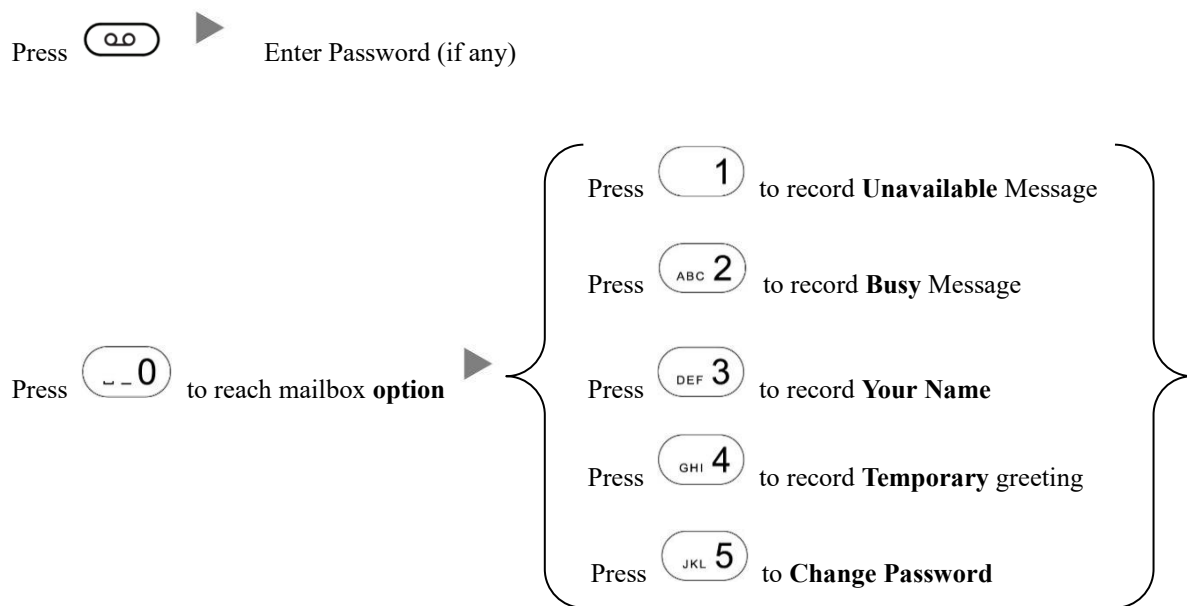 Press Enter Password (if any)
Press 1 to record Unavailable Message
Press ABC 2 to record Busy Message
Press _ 0 to reach mailbox option
Press DEF 3 to record Your Name
Press GHI 4 to record Temporary greeting
Press JKL 5 to Change Password